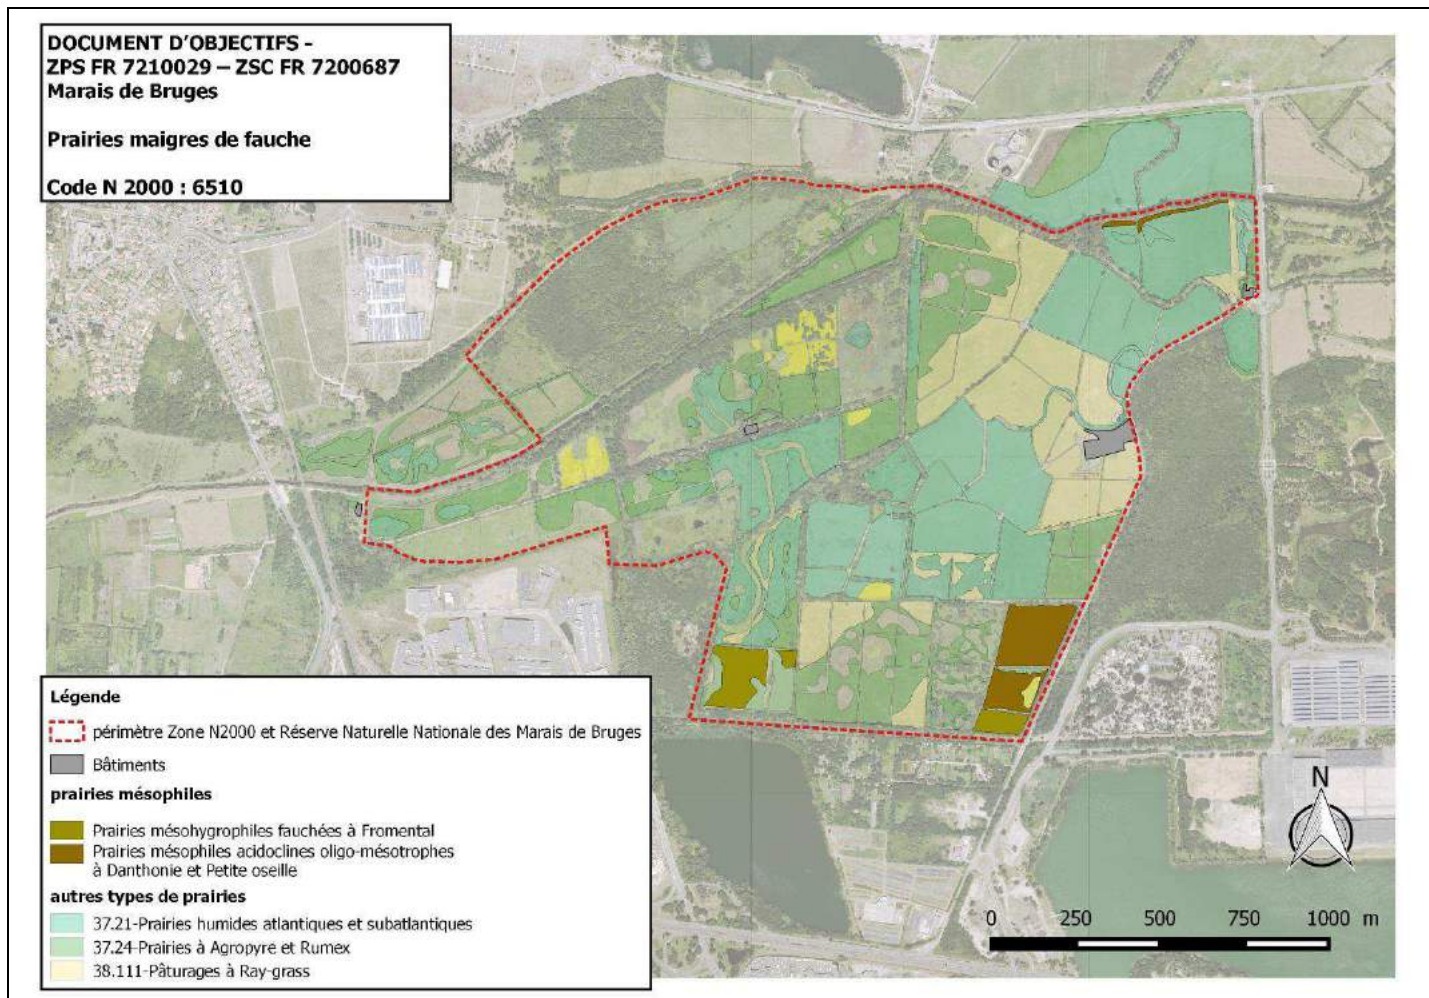 DOCUMENT D'OBJECTIFS -
ZPS FR 7210029 – ZSC FR 7200687
Marais de Bruges
Prairies maigres de fauche
Code N 2000 : 6510
Légende
périmètre Zone N2000 et Réserve Naturelle Nationale des Marais de Bruges
Bâtiments
prairies mésophiles
Prairies mésohygrophiles fauchées à Fromental
Prairies mésophiles acidoclines oligo-mésotrophes
à Danthonie et Petite oseille
autres types de prairies
37.21-Prairies humides atlantiques et subatlantiques
37.24-Prairies à Agropyre et Rumex
38.111-Pâturages à Ray-grass
N
0 250 500 750 1000 m